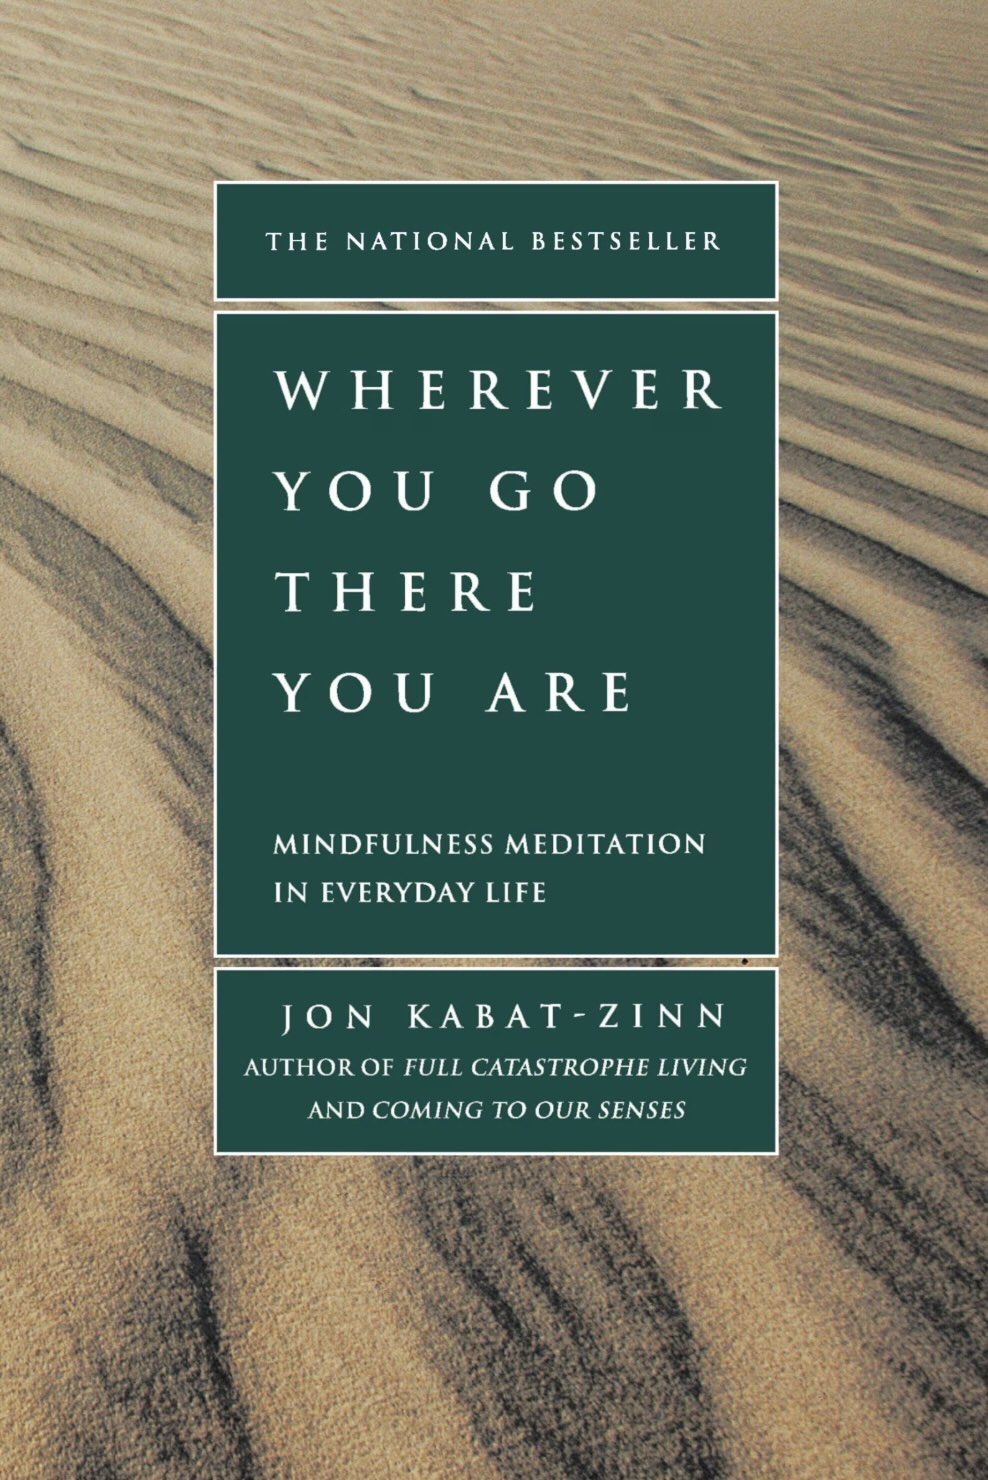 THE NATIONAL BESTSELLER
WHEREVER
YOU GO
THERE
YOU ARE
MINDFULNESS MEDITATION
IN EVERYDAY LIFE
JON KABAT-ZINN
AUTHOR OF FULL CATASTROPHE LIVING
AND COMING TO OUR SENSES